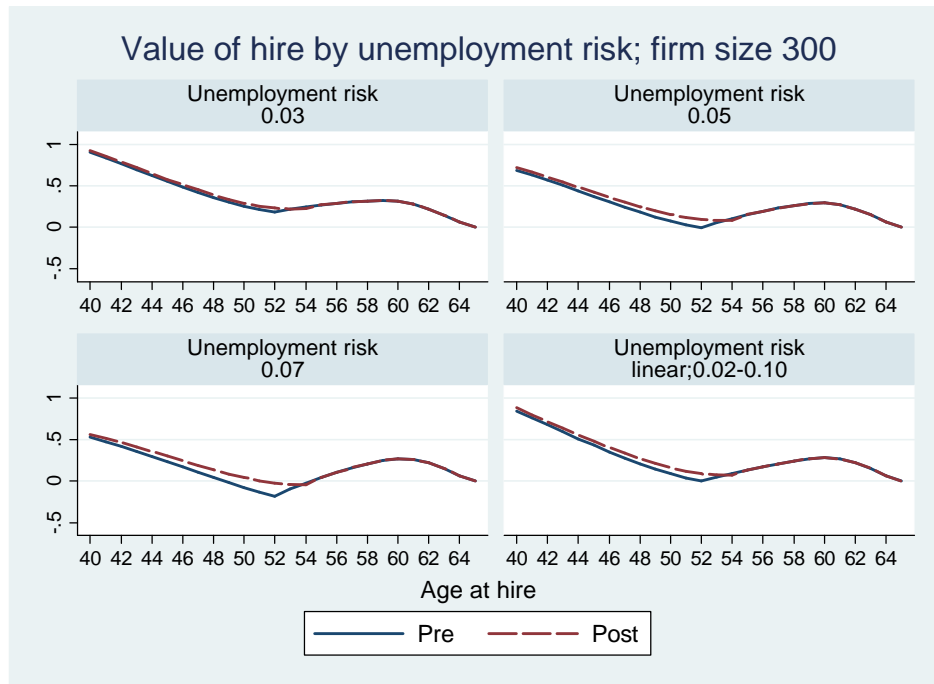 Value of hire by unemployment risk; firm size 300
Unemployment risk
0.03
Unemployment risk
0.05
1
.5
0
-.5
40 42 44 46 48 50 52 54 56 58 60 62 64
40 42 44 46 48 50 52 54 56 58 60 62 64
Unemployment risk
0.07
Unemployment risk
linear;0.02-0.10
1
.5
0
-.5
40 42 44 46 48 50 52 54 56 58 60 62 64
40 42 44 46 48 50 52 54 56 58 60 62 64
Age at hire
Pre Post